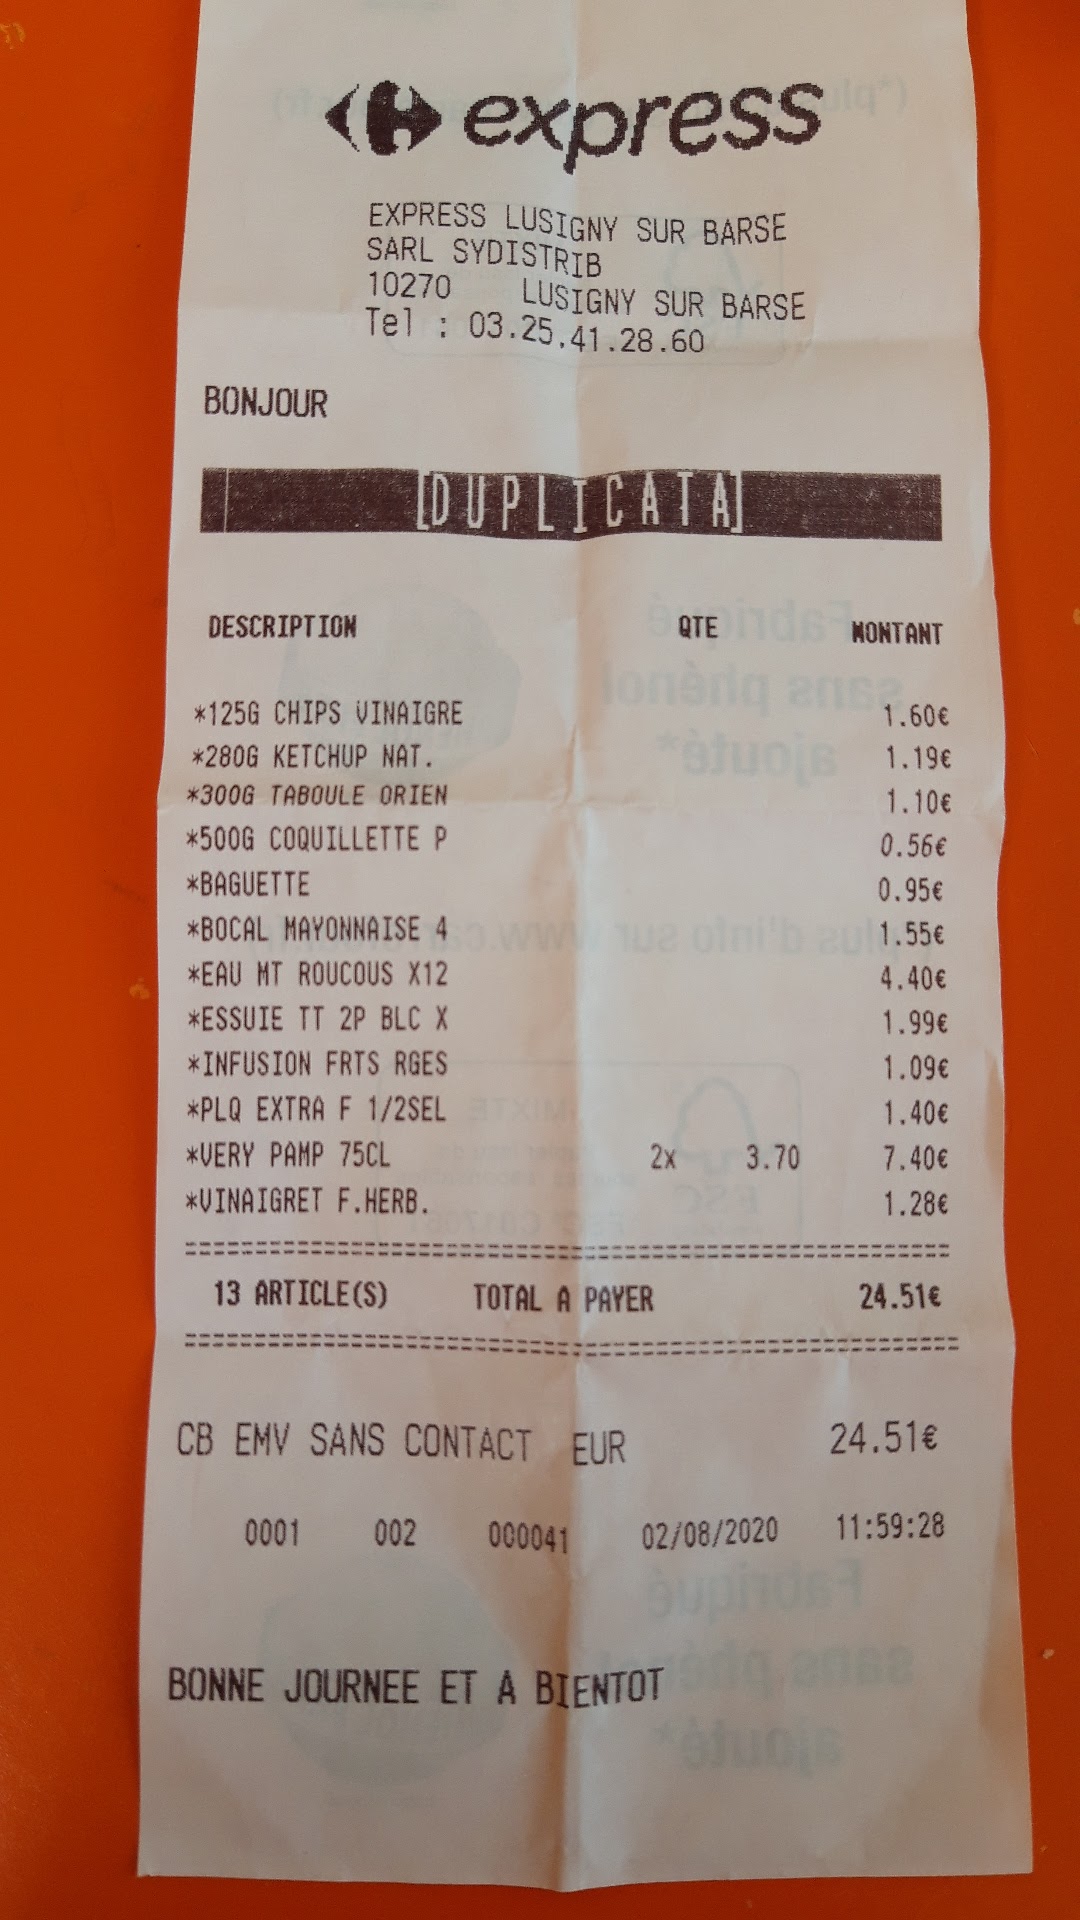 express
EXPRESS LUSIGNY SUR BARSE
SARL SYDISTRIB
10270 LUSIGNY SUR BARSE
Tel : 03.25.41.28.60
BONJOUR
[DUPLICATA]
DESCRIPTION QTE MONTANT
*125G CHIPS VINAIGRE 1.60€
*280G KETCHUP NAT. 1.19€
*300G TABOULE ORIEN 1.10€
*500G COQUILLETTE P 0.56€
*BAGUETTE 0.95€
*BOCAL MAYONNAISE 4 1.55€
*EAU MT ROUCOUS X12 4.40€
*ESSUIE TT 2P BLC X 1.99€
*INFUSION FRTS RGES 1.09€
*PLQ EXTRA F 1/2SEL 1.40€
*VERY PAMP 75CL 2x 3.70 7.40€
*VINAIGRET F.HERB. 1.28€
13 ARTICLE(S) TOTAL A PAYER 24.51€
CB EMV SANS CONTACT EUR 24.51€
0001 002 000041 02/08/2020 11:59:28
BONNE JOURNEE ET A BIENTOT